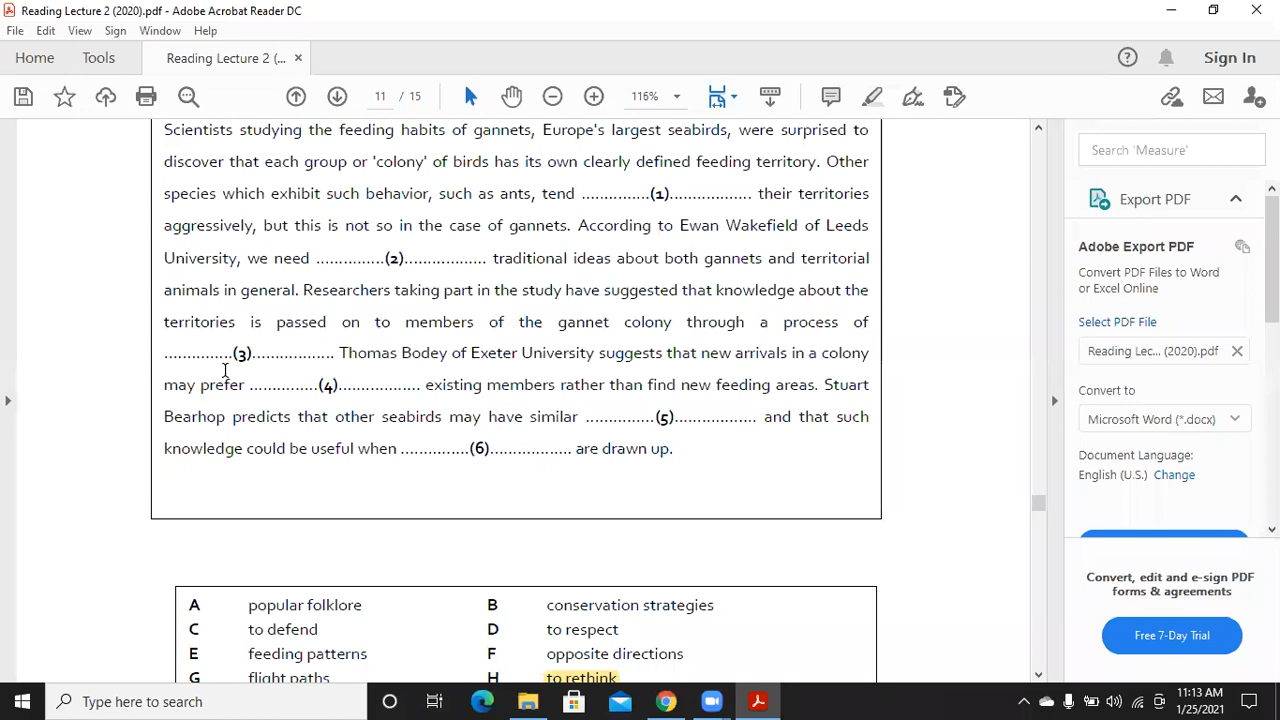 Reading Lecture 2 (2020).pdf - Adobe Acrobat Reader DC
File Edit View Sign Window Help
Home Tools Reading Lecture 2 (... × Sign In
11 / 15 116%
Scientists studying the feeding habits of gannets, Europe's largest seabirds, were surprised to
discover that each group or 'colony' of birds has its own clearly defined feeding territory. Other
species which exhibit such behavior, such as ants, tend ...............(1).................. their territories
aggressively, but this is not so in the case of gannets. According to Ewan Wakefield of Leeds
University, we need ...............(2).................. traditional ideas about both gannets and territorial
animals in general. Researchers taking part in the study have suggested that knowledge about the
territories is passed on to members of the gannet colony through a process of
...............(3).................. Thomas Bodey of Exeter University suggests that new arrivals in a colony
may prefer ...............(4).................. existing members rather than find new feeding areas. Stuart
Bearhop predicts that other seabirds may have similar ...............(5).................. and that such
knowledge could be useful when ...............(6).................. are drawn up.
A popular folklore B conservation strategies
C to defend D to respect
E feeding patterns F opposite directions
G flight paths H to rethink
Search 'Measure'
Export PDF
Adobe Export PDF
Convert PDF Files to Word
or Excel Online
Select PDF File
Reading Lec... (2020).pdf
Convert to
Microsoft Word (*.docx)
Document Language:
English (U.S.) Change
Convert, edit and e-sign PDF
forms & agreements
Free 7-Day Trial
Type here to search
11:13 AM
1/25/2021